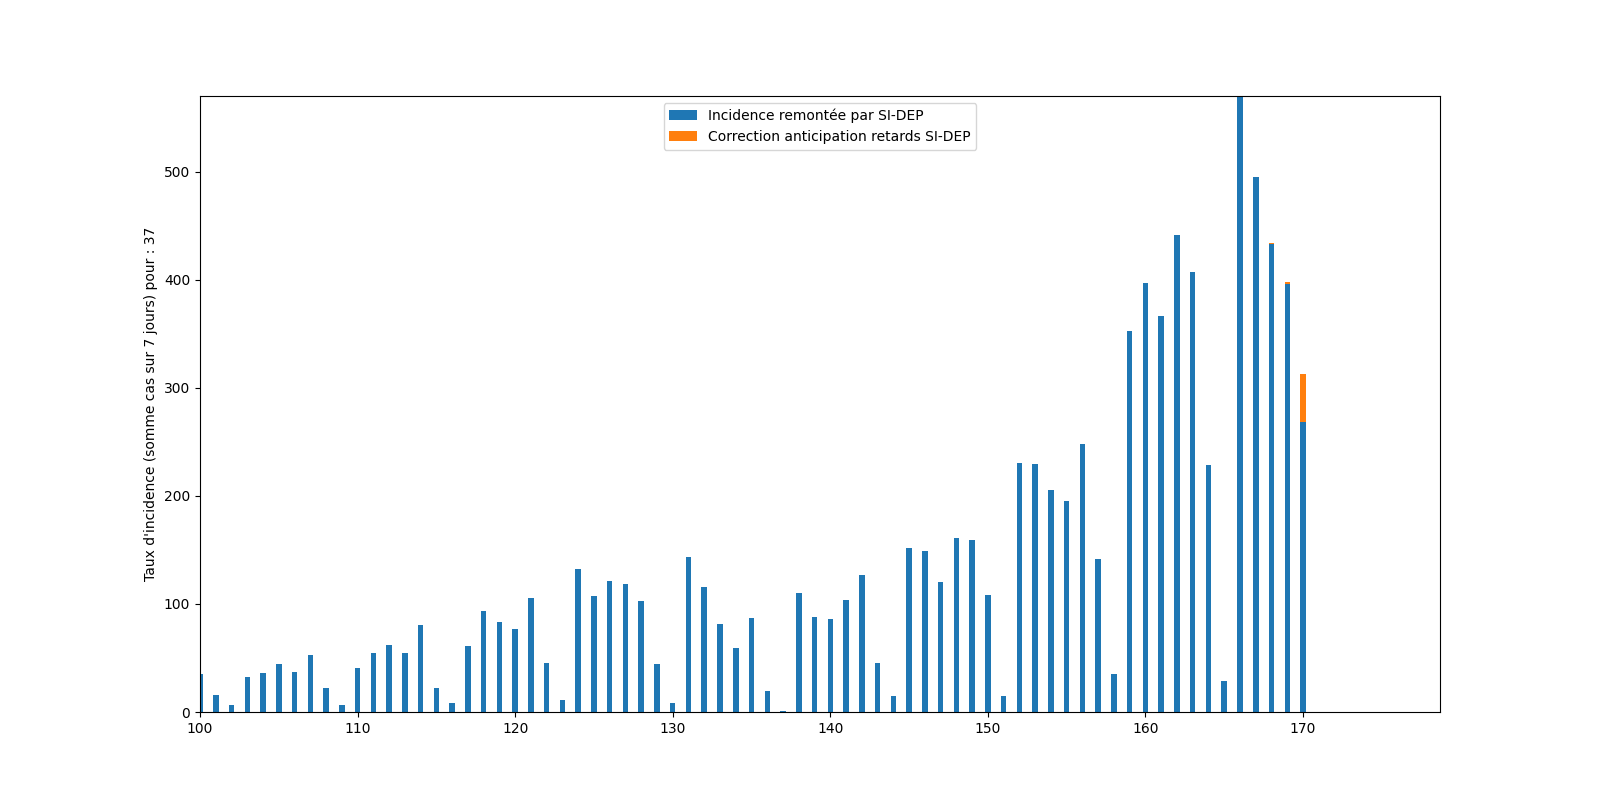 Incidence remontée par SI-DEP
Correction anticipation retards SI-DEP
Taux d'incidence (somme cas sur 7 jours) pour : 37
500
400
300
200
100
0
100 110 120 130 140 150 160 170